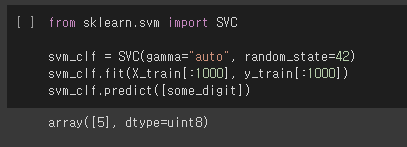 [ ] from sklearn.svm import SVC
svm_clf = SVC(gamma="auto", random_state=42)
svm_clf.fit(X_train[:1000], y_train[:1000])
svm_clf.predict([some_digit])
array([5], dtype=uint8)